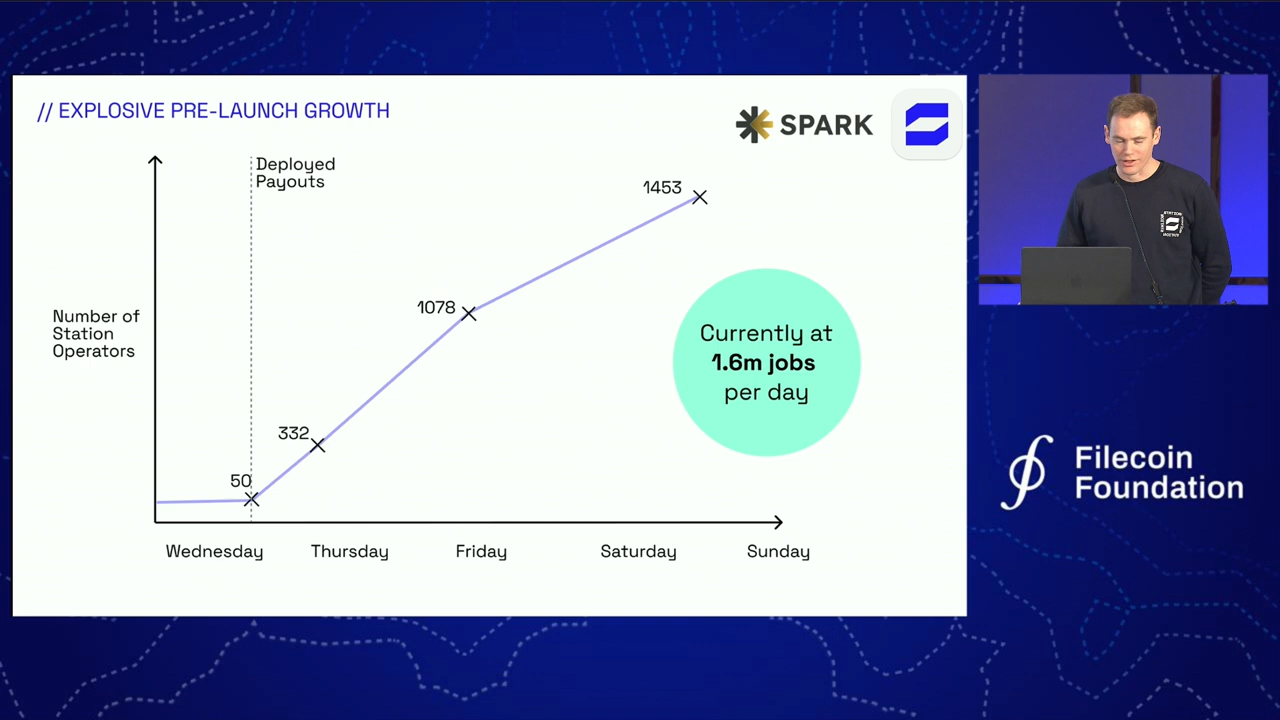 // EXPLOSIVE PRE-LAUNCH GROWTH
SPARK
Deployed
Payouts
1453
1078
Number of
Station
Operators
332
50
Currently at
1.6m jobs
per day
Wednesday
Thursday
Friday
Saturday
Sunday
Filecoin
Foundation